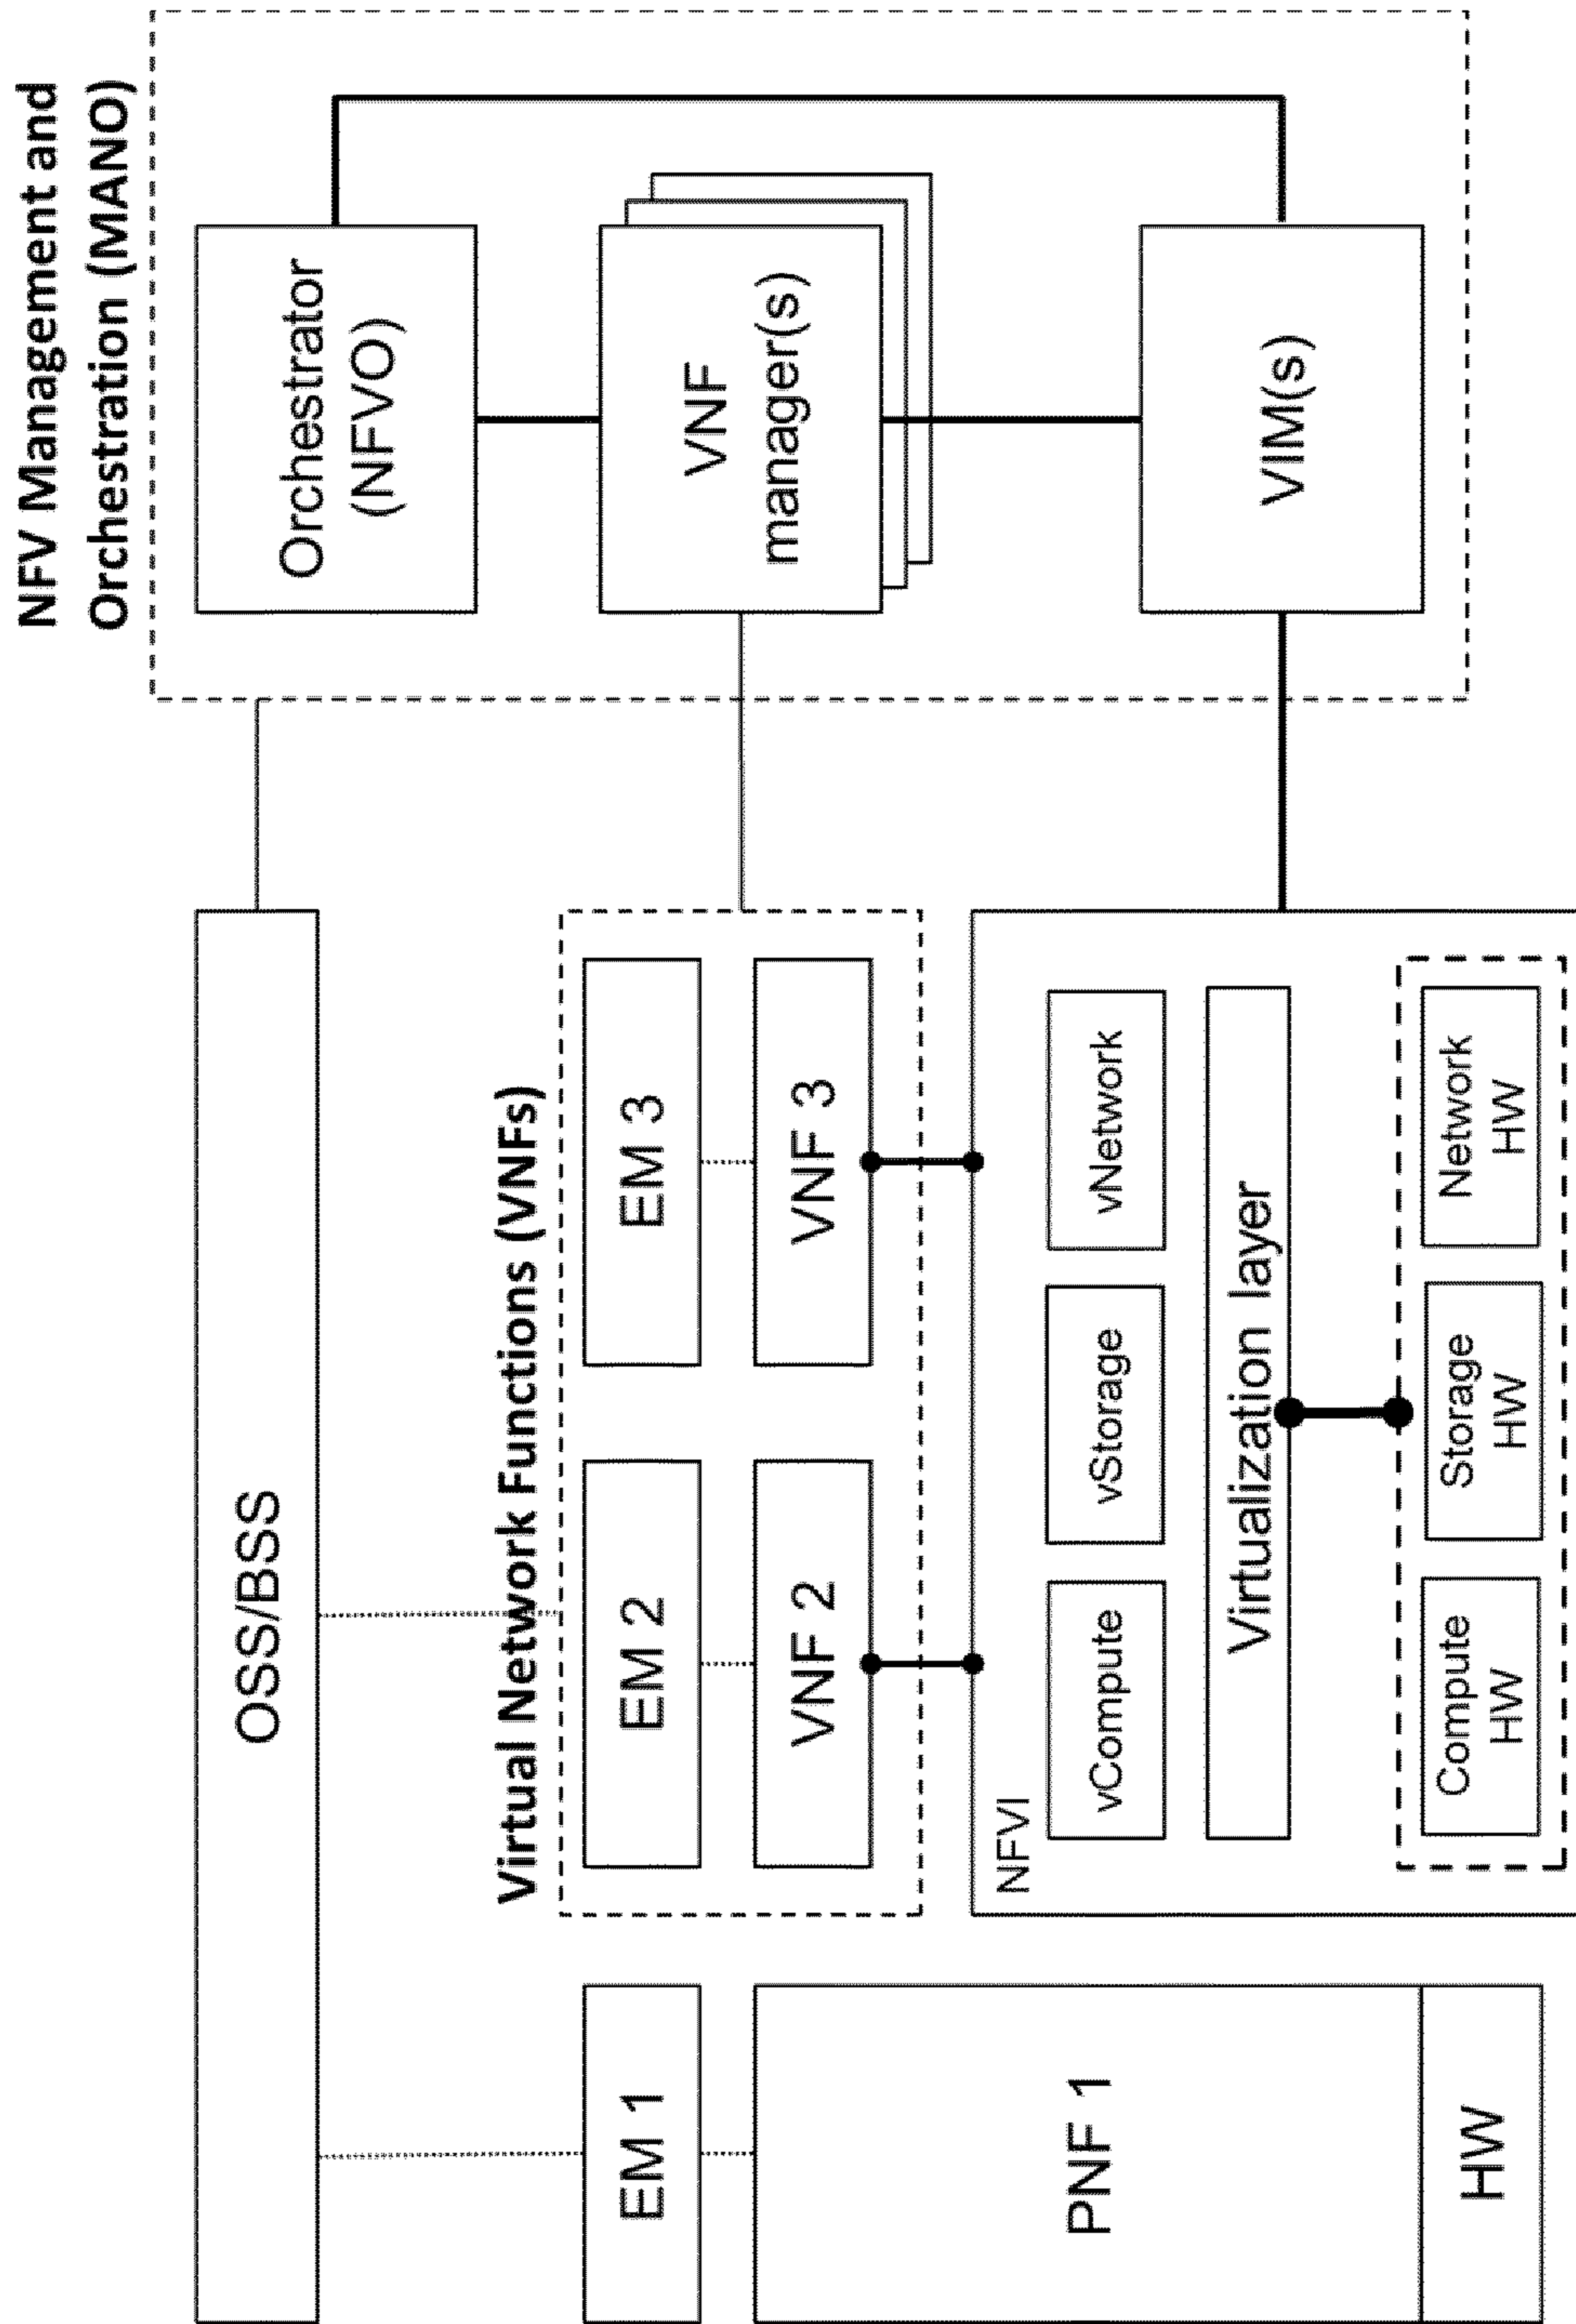 NFV Management and
Orchestration (MANO)
OSS/BSS
Orchestrator
(NFVO)
Virtual Network Functions (VNFs)
EM 1
EM 2
EM 3
VNF
manager(s)
PNF 1
VNF 2
VNF 3
NFVI
vCompute
vStorage
vNetwork
Virtualization layer
VIM(s)
HW
Compute
HW
Storage
HW
Network
HW